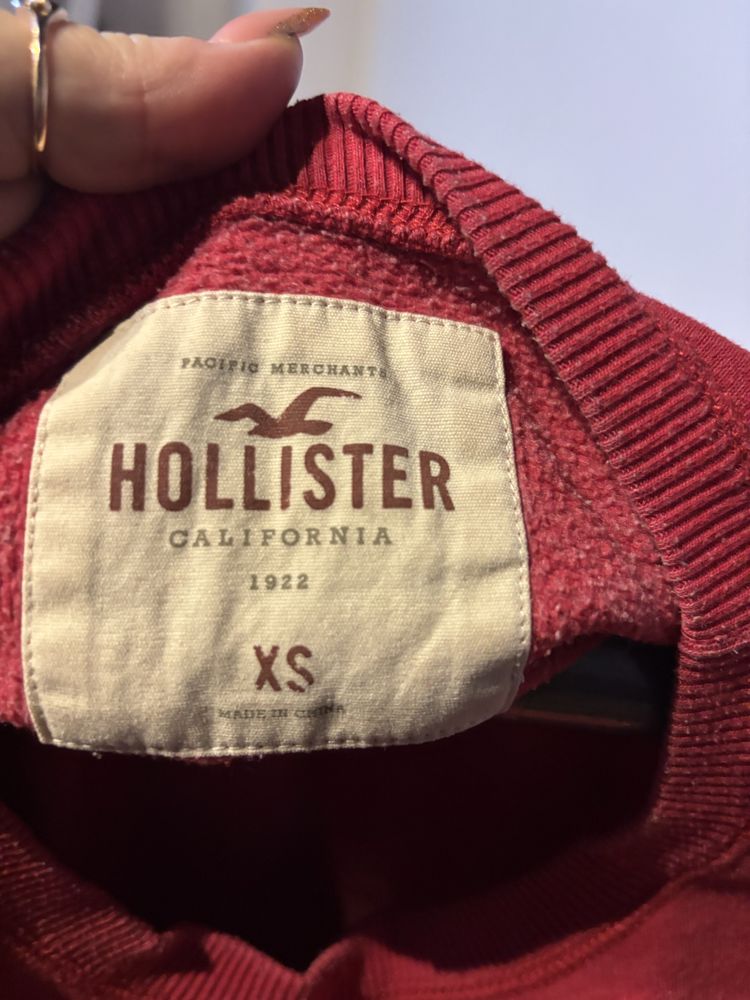 PACIFIC MERCHANTS
HOLLISTER
CALIFORNIA
1922
XS
MADE IN CHINA